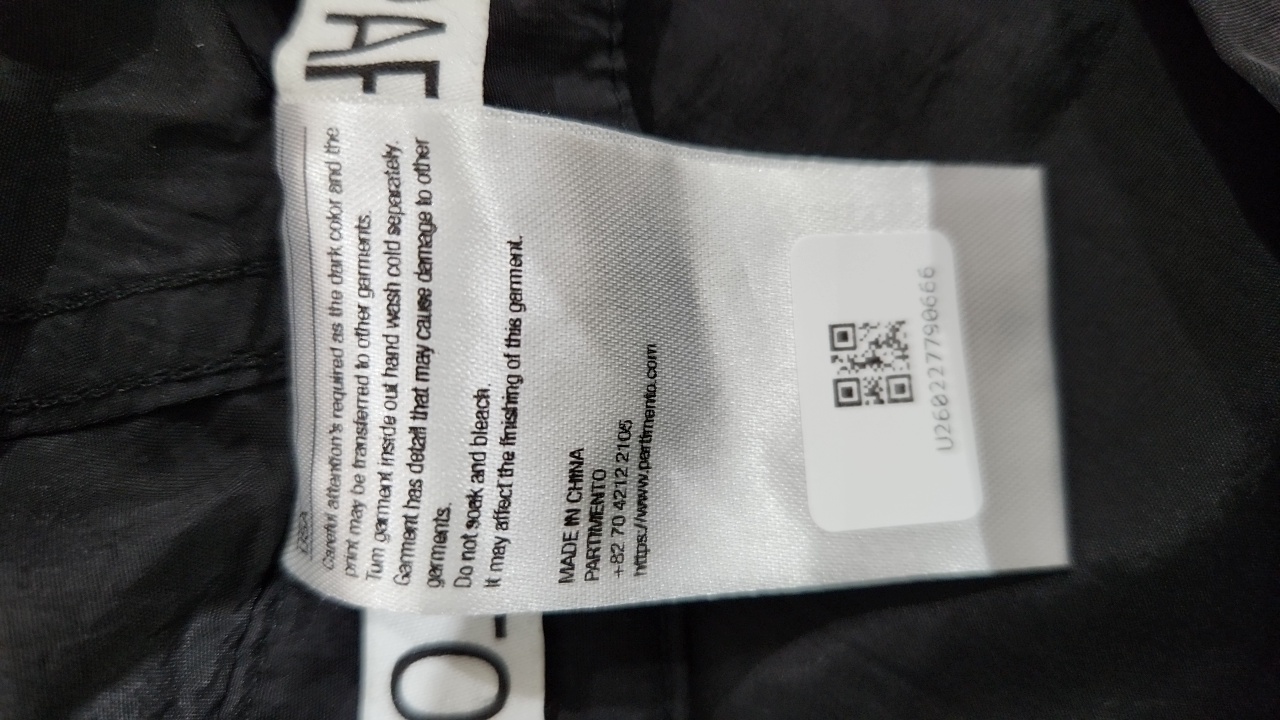 PAF
Careful attention's required as the dark color and the
print may be transferred to other garments.
Turn garment inside out hand wash cold separately.
Garment has detail that may cause damage to other
garments.
Do not soak and bleach.
It may affect the finishing of this garment.
MADE IN CHINA
PARTIMENTO
+82 70 4212 2105
https://www.partimento.com
U260227790666
TO